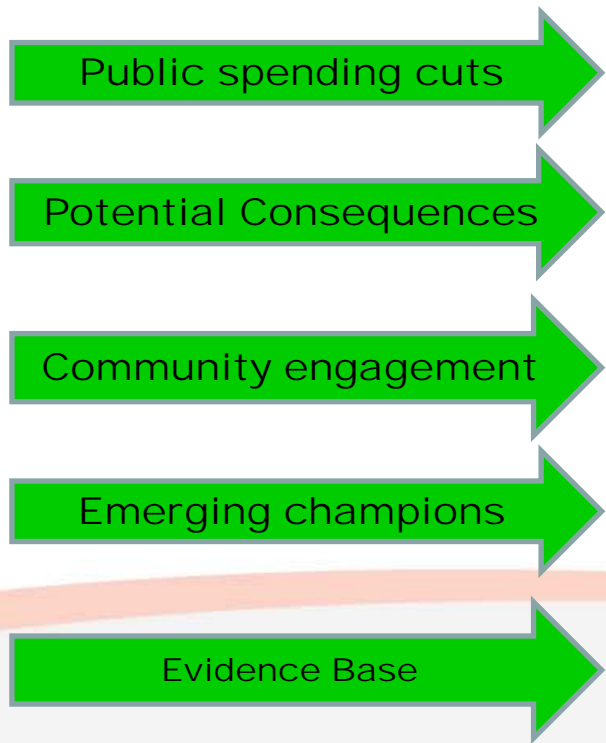 Public spending cuts
Potential Consequences
Community engagement
Emerging champions
Evidence Base